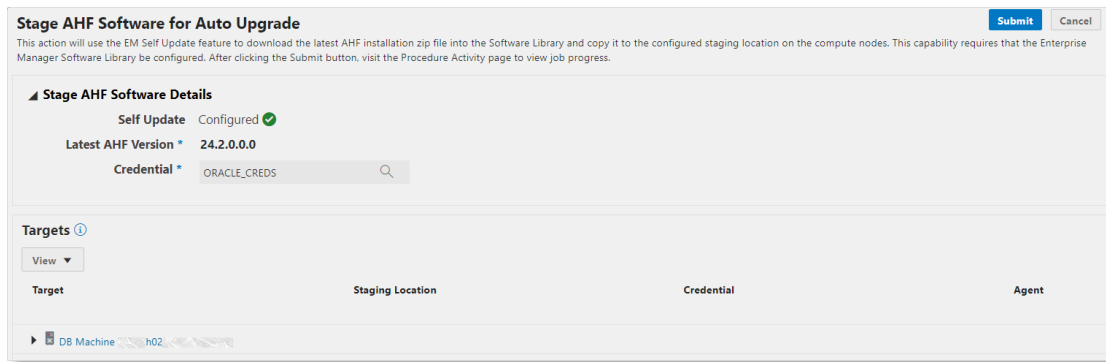 Stage AHF Software for Auto Upgrade
Submit
Cancel
This action will use the EM Self Update feature to download the latest AHF installation zip file into the Software Library and copy it to the configured staging location on the compute nodes. This capability requires that the Enterprise
Manager Software Library be configured. After clicking the Submit button, visit the Procedure Activity page to view job progress.
Stage AHF Software Details
Self Update Configured
Latest AHF Version * 24.2.0.0.0
Credential * ORACLE_CREDS
Targets
View
Target Staging Location Credential Agent
DB Machine h02